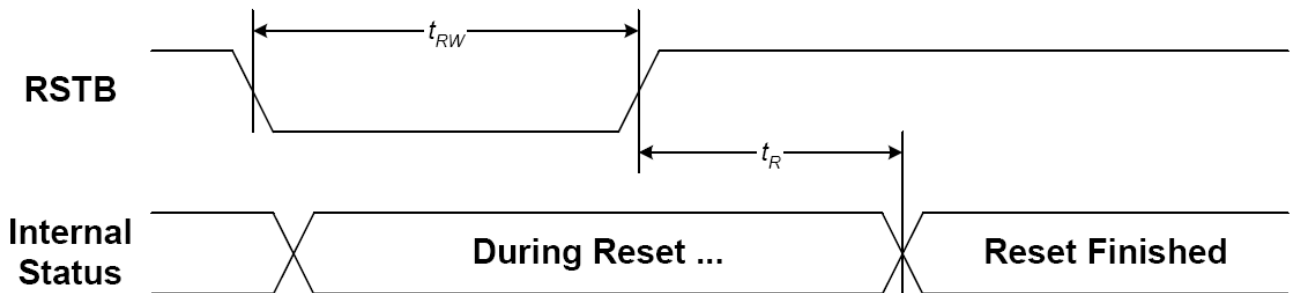 t_RW
RSTB
t_R
Internal
Status
During Reset ...
Reset Finished